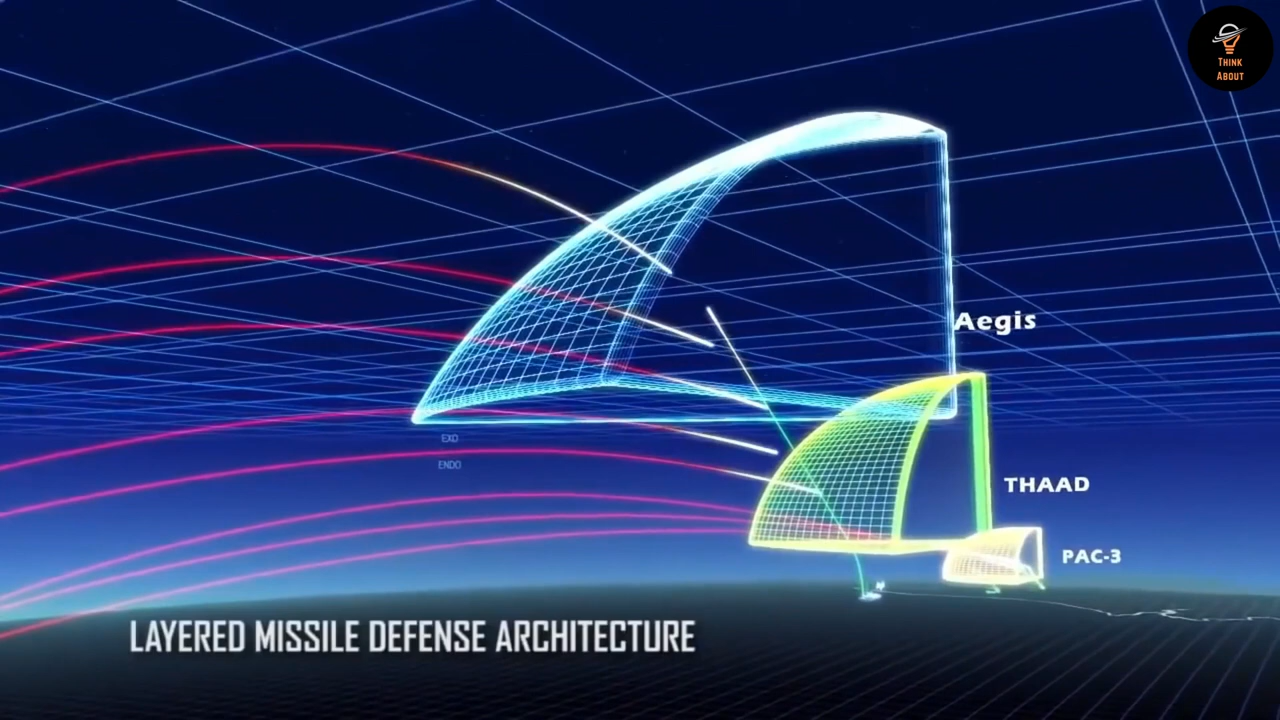 THINK
ABOUT
Aegis
EXO
ENDO
THAAD
PAC-3
LAYERED MISSILE DEFENSE ARCHITECTURE